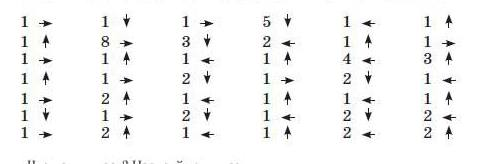 1 → 1 ↓ 1 → 5 ↓ 1 ← 1 ↑
1 ↑ 8 → 3 ↓ 2 ← 1 ↑ 1 →
1 → 1 ↑ 1 ← 1 ↑ 4 ← 3 ↑
1 ↑ 1 → 2 ↓ 1 → 2 ↓ 1 ←
1 → 2 ↑ 1 ← 1 ↑ 1 ← 1 ↑
1 ↓ 1 → 2 ↓ 1 ← 2 ↓ 2 ←
1 → 2 ↑ 1 ← 1 ↑ 2 ← 2 ↑